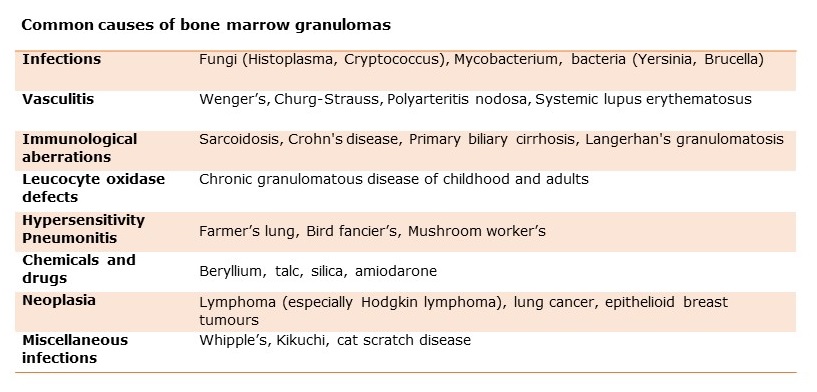 Common causes of bone marrow granulomas
Infections Fungi (Histoplasma, Cryptococcus), Mycobacterium, bacteria (Yersinia, Brucella)
Vasculitis Wenger’s, Churg-Strauss, Polyarteritis nodosa, Systemic lupus erythematosus
Immunological Sarcoidosis, Crohn's disease, Primary biliary cirrhosis, Langerhan's granulomatosis
aberrations
Leucocyte oxidase Chronic granulomatous disease of childhood and adults
defects
Hypersensitivity
Pneumonitis Farmer’s lung, Bird fancier’s, Mushroom worker’s
Chemicals and
drugs Beryllium, talc, silica, amiodarone
Neoplasia Lymphoma (especially Hodgkin lymphoma), lung cancer, epithelioid breast
tumours
Miscellaneous Whipple’s, Kikuchi, cat scratch disease
infections